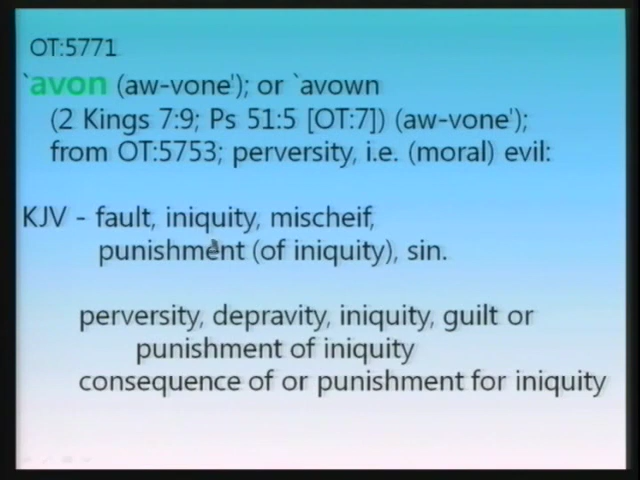 OT:5771
`avon (aw-vone'); or `avown
(2 Kings 7:9; Ps 51:5 [OT:7]) (aw-vone');
from OT:5753; perversity, i.e. (moral) evil:
KJV - fault, iniquity, mischeif,
punishment (of iniquity), sin.
perversity, depravity, iniquity, guilt or
punishment of iniquity
consequence of or punishment for iniquity